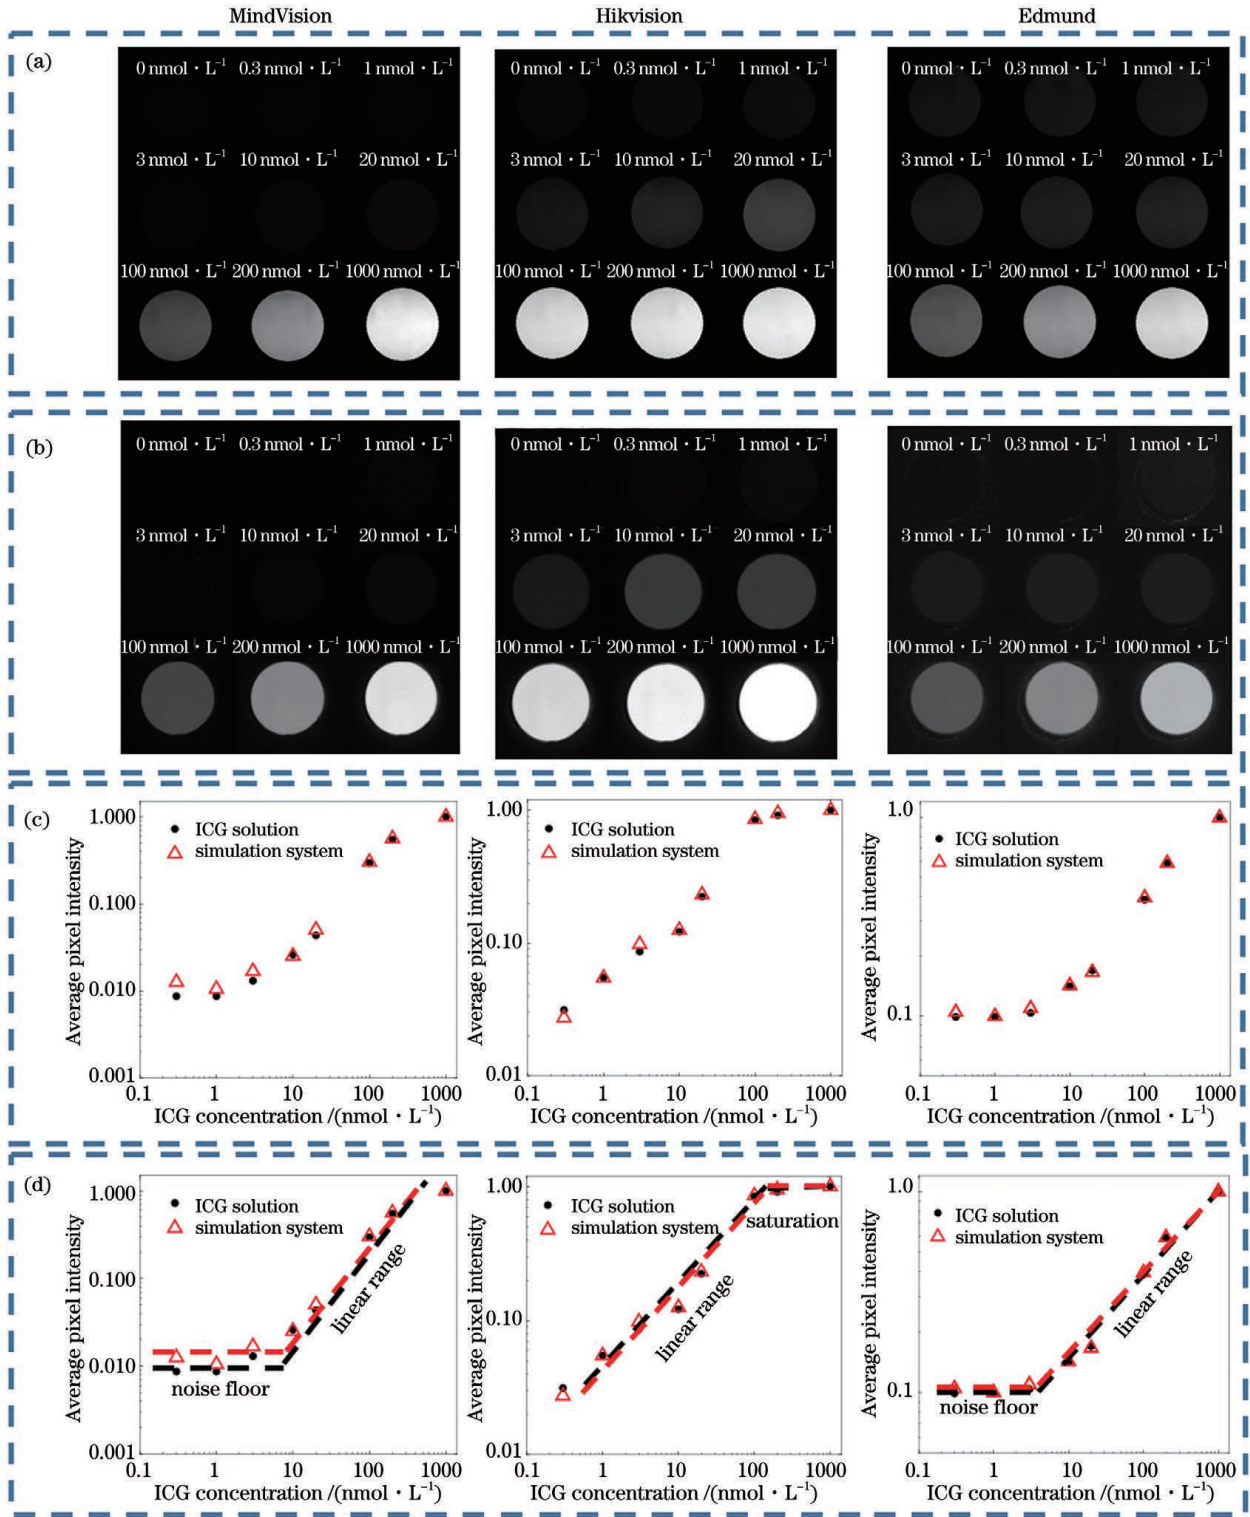 MindVision Hikvision Edmund
(a)
0 nmol · L⁻¹ 0.3 nmol · L⁻¹ 1 nmol · L⁻¹ 0 nmol · L⁻¹ 0.3 nmol · L⁻¹ 1 nmol · L⁻¹ 0 nmol · L⁻¹ 0.3 nmol · L⁻¹ 1 nmol · L⁻¹
3 nmol · L⁻¹ 10 nmol · L⁻¹ 20 nmol · L⁻¹ 3 nmol · L⁻¹ 10 nmol · L⁻¹ 20 nmol · L⁻¹ 3 nmol · L⁻¹ 10 nmol · L⁻¹ 20 nmol · L⁻¹
100 nmol · L⁻¹ 200 nmol · L⁻¹ 1000 nmol · L⁻¹ 100 nmol · L⁻¹ 200 nmol · L⁻¹ 1000 nmol · L⁻¹ 100 nmol · L⁻¹ 200 nmol · L⁻¹ 1000 nmol · L⁻¹
(b)
0 nmol · L⁻¹ 0.3 nmol · L⁻¹ 1 nmol · L⁻¹ 0 nmol · L⁻¹ 0.3 nmol · L⁻¹ 1 nmol · L⁻¹ 0 nmol · L⁻¹ 0.3 nmol · L⁻¹ 1 nmol · L⁻¹
3 nmol · L⁻¹ 10 nmol · L⁻¹ 20 nmol · L⁻¹ 3 nmol · L⁻¹ 10 nmol · L⁻¹ 20 nmol · L⁻¹ 3 nmol · L⁻¹ 10 nmol · L⁻¹ 20 nmol · L⁻¹
100 nmol · L⁻¹ 200 nmol · L⁻¹ 1000 nmol · L⁻¹ 100 nmol · L⁻¹ 200 nmol · L⁻¹ 1000 nmol · L⁻¹ 100 nmol · L⁻¹ 200 nmol · L⁻¹ 1000 nmol · L⁻¹
(c)
Average pixel intensity
1.000
0.100
0.010
0.001
ICG solution
simulation system
0.1 1 10 100 1000
ICG concentration /(nmol · L⁻¹)
Average pixel intensity
1.00
0.10
0.01
ICG solution
simulation system
0.1 1 10 100 1000
ICG concentration /(nmol · L⁻¹)
Average pixel intensity
1.0
0.1
ICG solution
simulation system
0.1 1 10 100 1000
ICG concentration /(nmol · L⁻¹)
(d)
Average pixel intensity
1.000
0.100
0.010
0.001
ICG solution
simulation system
linear range
noise floor
0.1 1 10 100 1000
ICG concentration /(nmol · L⁻¹)
Average pixel intensity
1.00
0.10
0.01
ICG solution
simulation system
saturation
linear range
0.1 1 10 100 1000
ICG concentration /(nmol · L⁻¹)
Average pixel intensity
1.0
0.1
ICG solution
simulation system
linear range
noise floor
0.1 1 10 100 1000
ICG concentration /(nmol · L⁻¹)